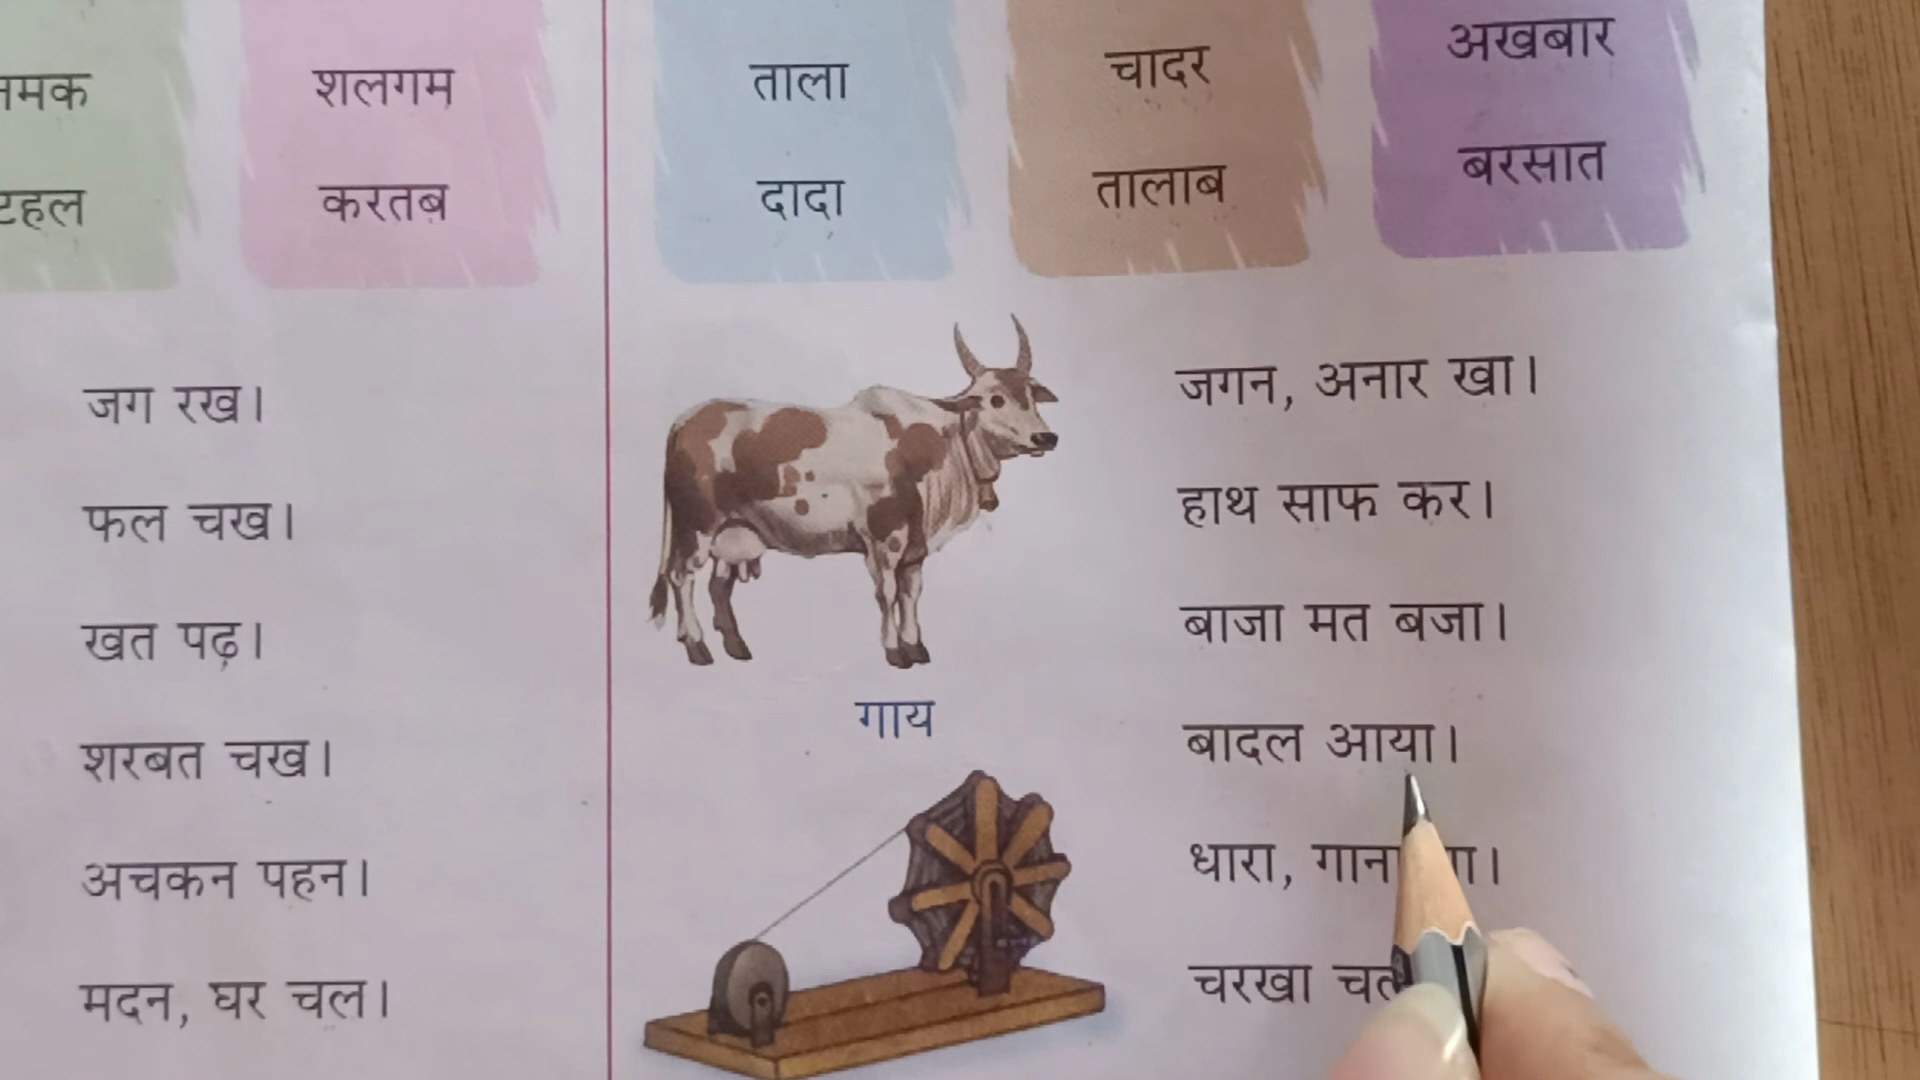 शलगम
करतब
जग रख।
फल चख।
खत पढ़।
शरबत चख।
अचकन पहन।
मदन, घर चल।
ताला
चादर
अखबार
दादा
तालाब
बरसात
गाय
जगन, अनार खा।
हाथ साफ कर।
बाजा मत बजा।
बादल आया।
धारा,
चरखा